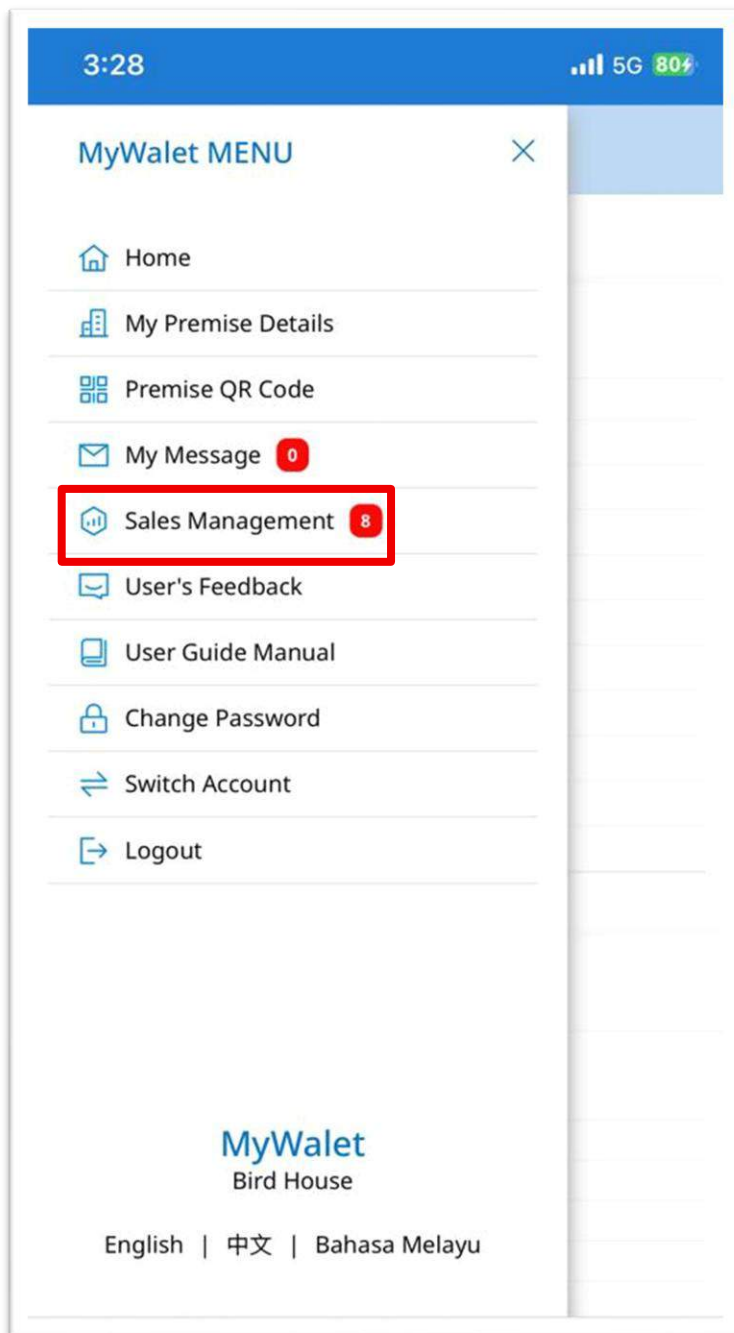 3:28 5G 80
MyWalet MENU
Home
My Premise Details
Premise QR Code
My Message 0
Sales Management 8
User's Feedback
User Guide Manual
Change Password
Switch Account
Logout
MyWalet
Bird House
English | 中文 | Bahasa Melayu